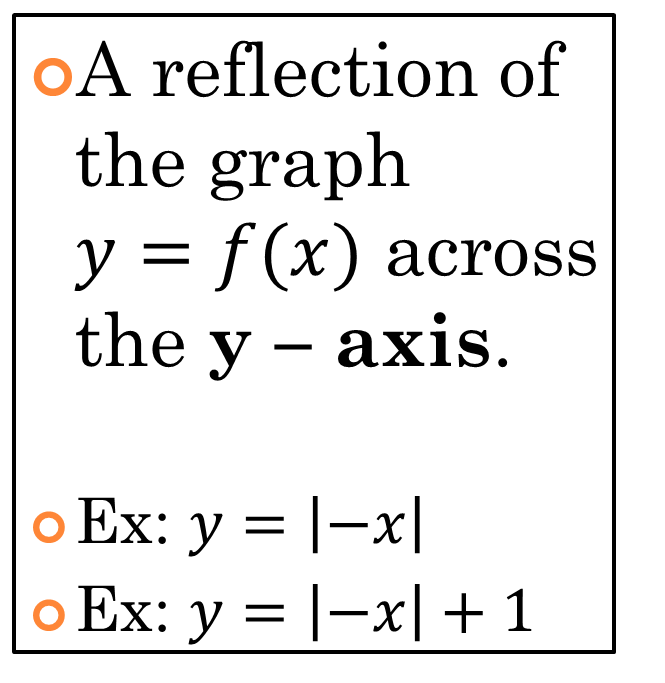 A reflection of
the graph
y = f(x) across
the y – axis.
Ex: y = |−x|
Ex: y = |−x| + 1